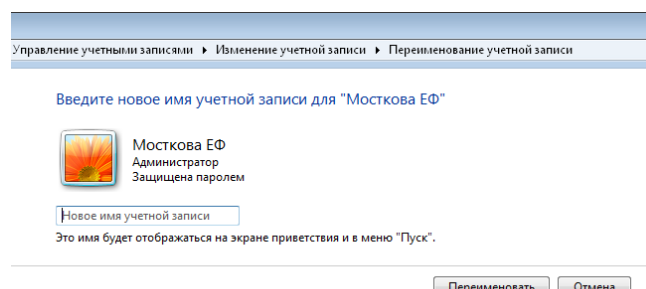 Управление учетными записями ▸ Изменение учетной записи ▸ Переименование учетной записи
Введите новое имя учетной записи для "Мосткова ЕФ"
Мосткова ЕФ
Администратор
Защищена паролем
Новое имя учетной записи
Это имя будет отображаться на экране приветствия и в меню "Пуск".
Переименовать Отмена